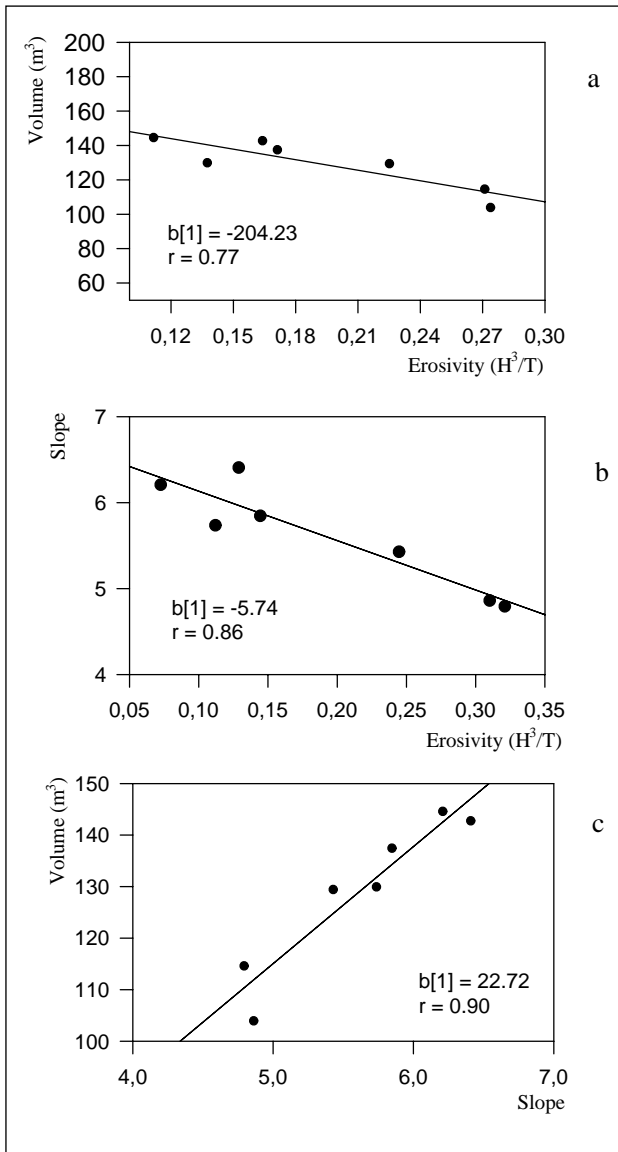 200
180
160
140
120
100
80
60
Volume (m³)
a
b[1] = -204.23
r = 0.77
0,12 0,15 0,18 0,21 0,24 0,27 0,30
Erosivity (H³/T)
7
6
5
4
Slope
b
b[1] = -5.74
r = 0.86
0,05 0,10 0,15 0,20 0,25 0,30 0,35
Erosivity (H³/T)
150
140
130
120
110
100
Volume (m³)
c
b[1] = 22.72
r = 0.90
4,0 5,0 6,0 7,0
Slope